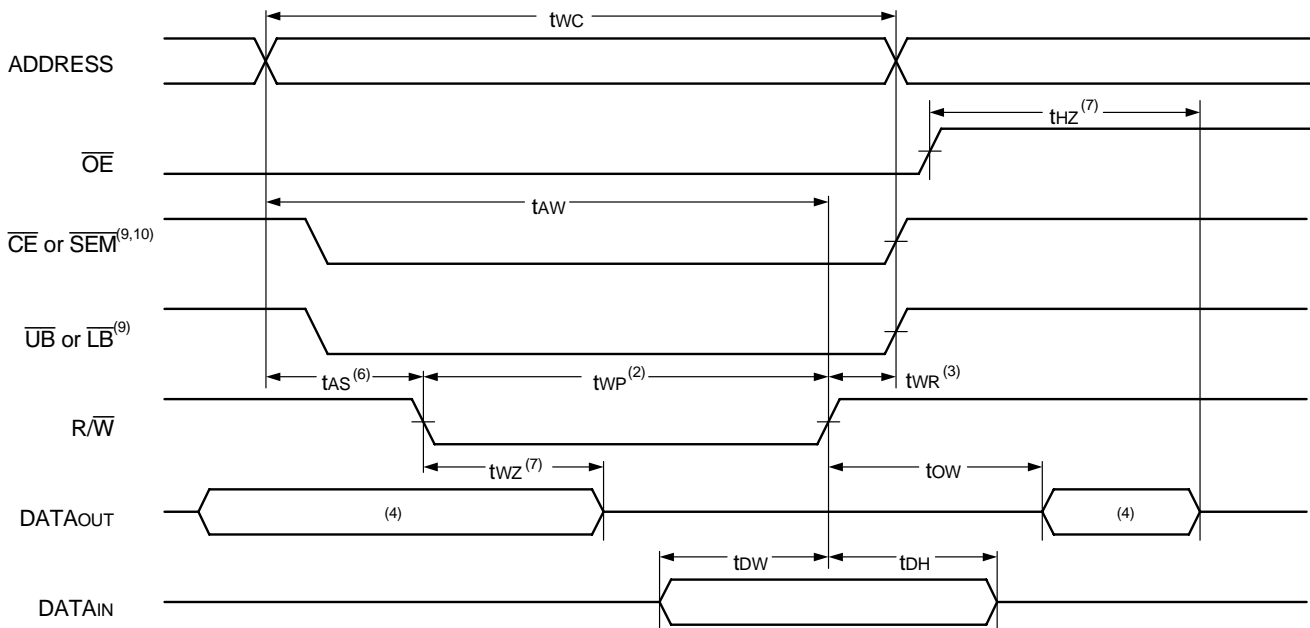 tWC
ADDRESS
tHZ (7)
OE
tAW
CE or SEM (9,10)
UB or LB (9)
tAS (6) tWP (2) tWR (3)
R/W
tWZ (7) tOW
DATAOUT (4) (4)
tDW tDH
DATAIN